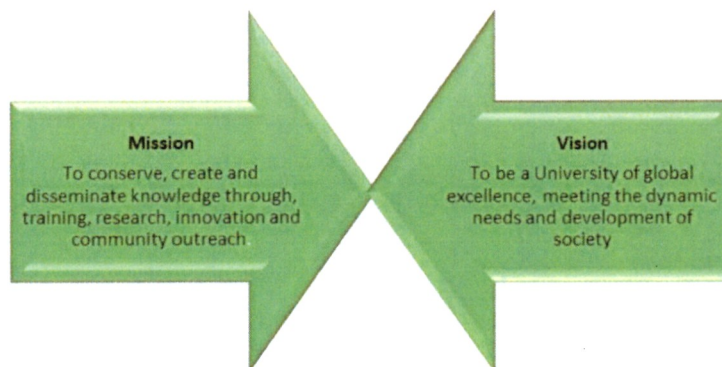 Mission
To conserve, create and
disseminate knowledge through,
training, research, innovation and
community outreach
Vision
To be a University of global
excellence, meeting the dynamic
needs and development of
society